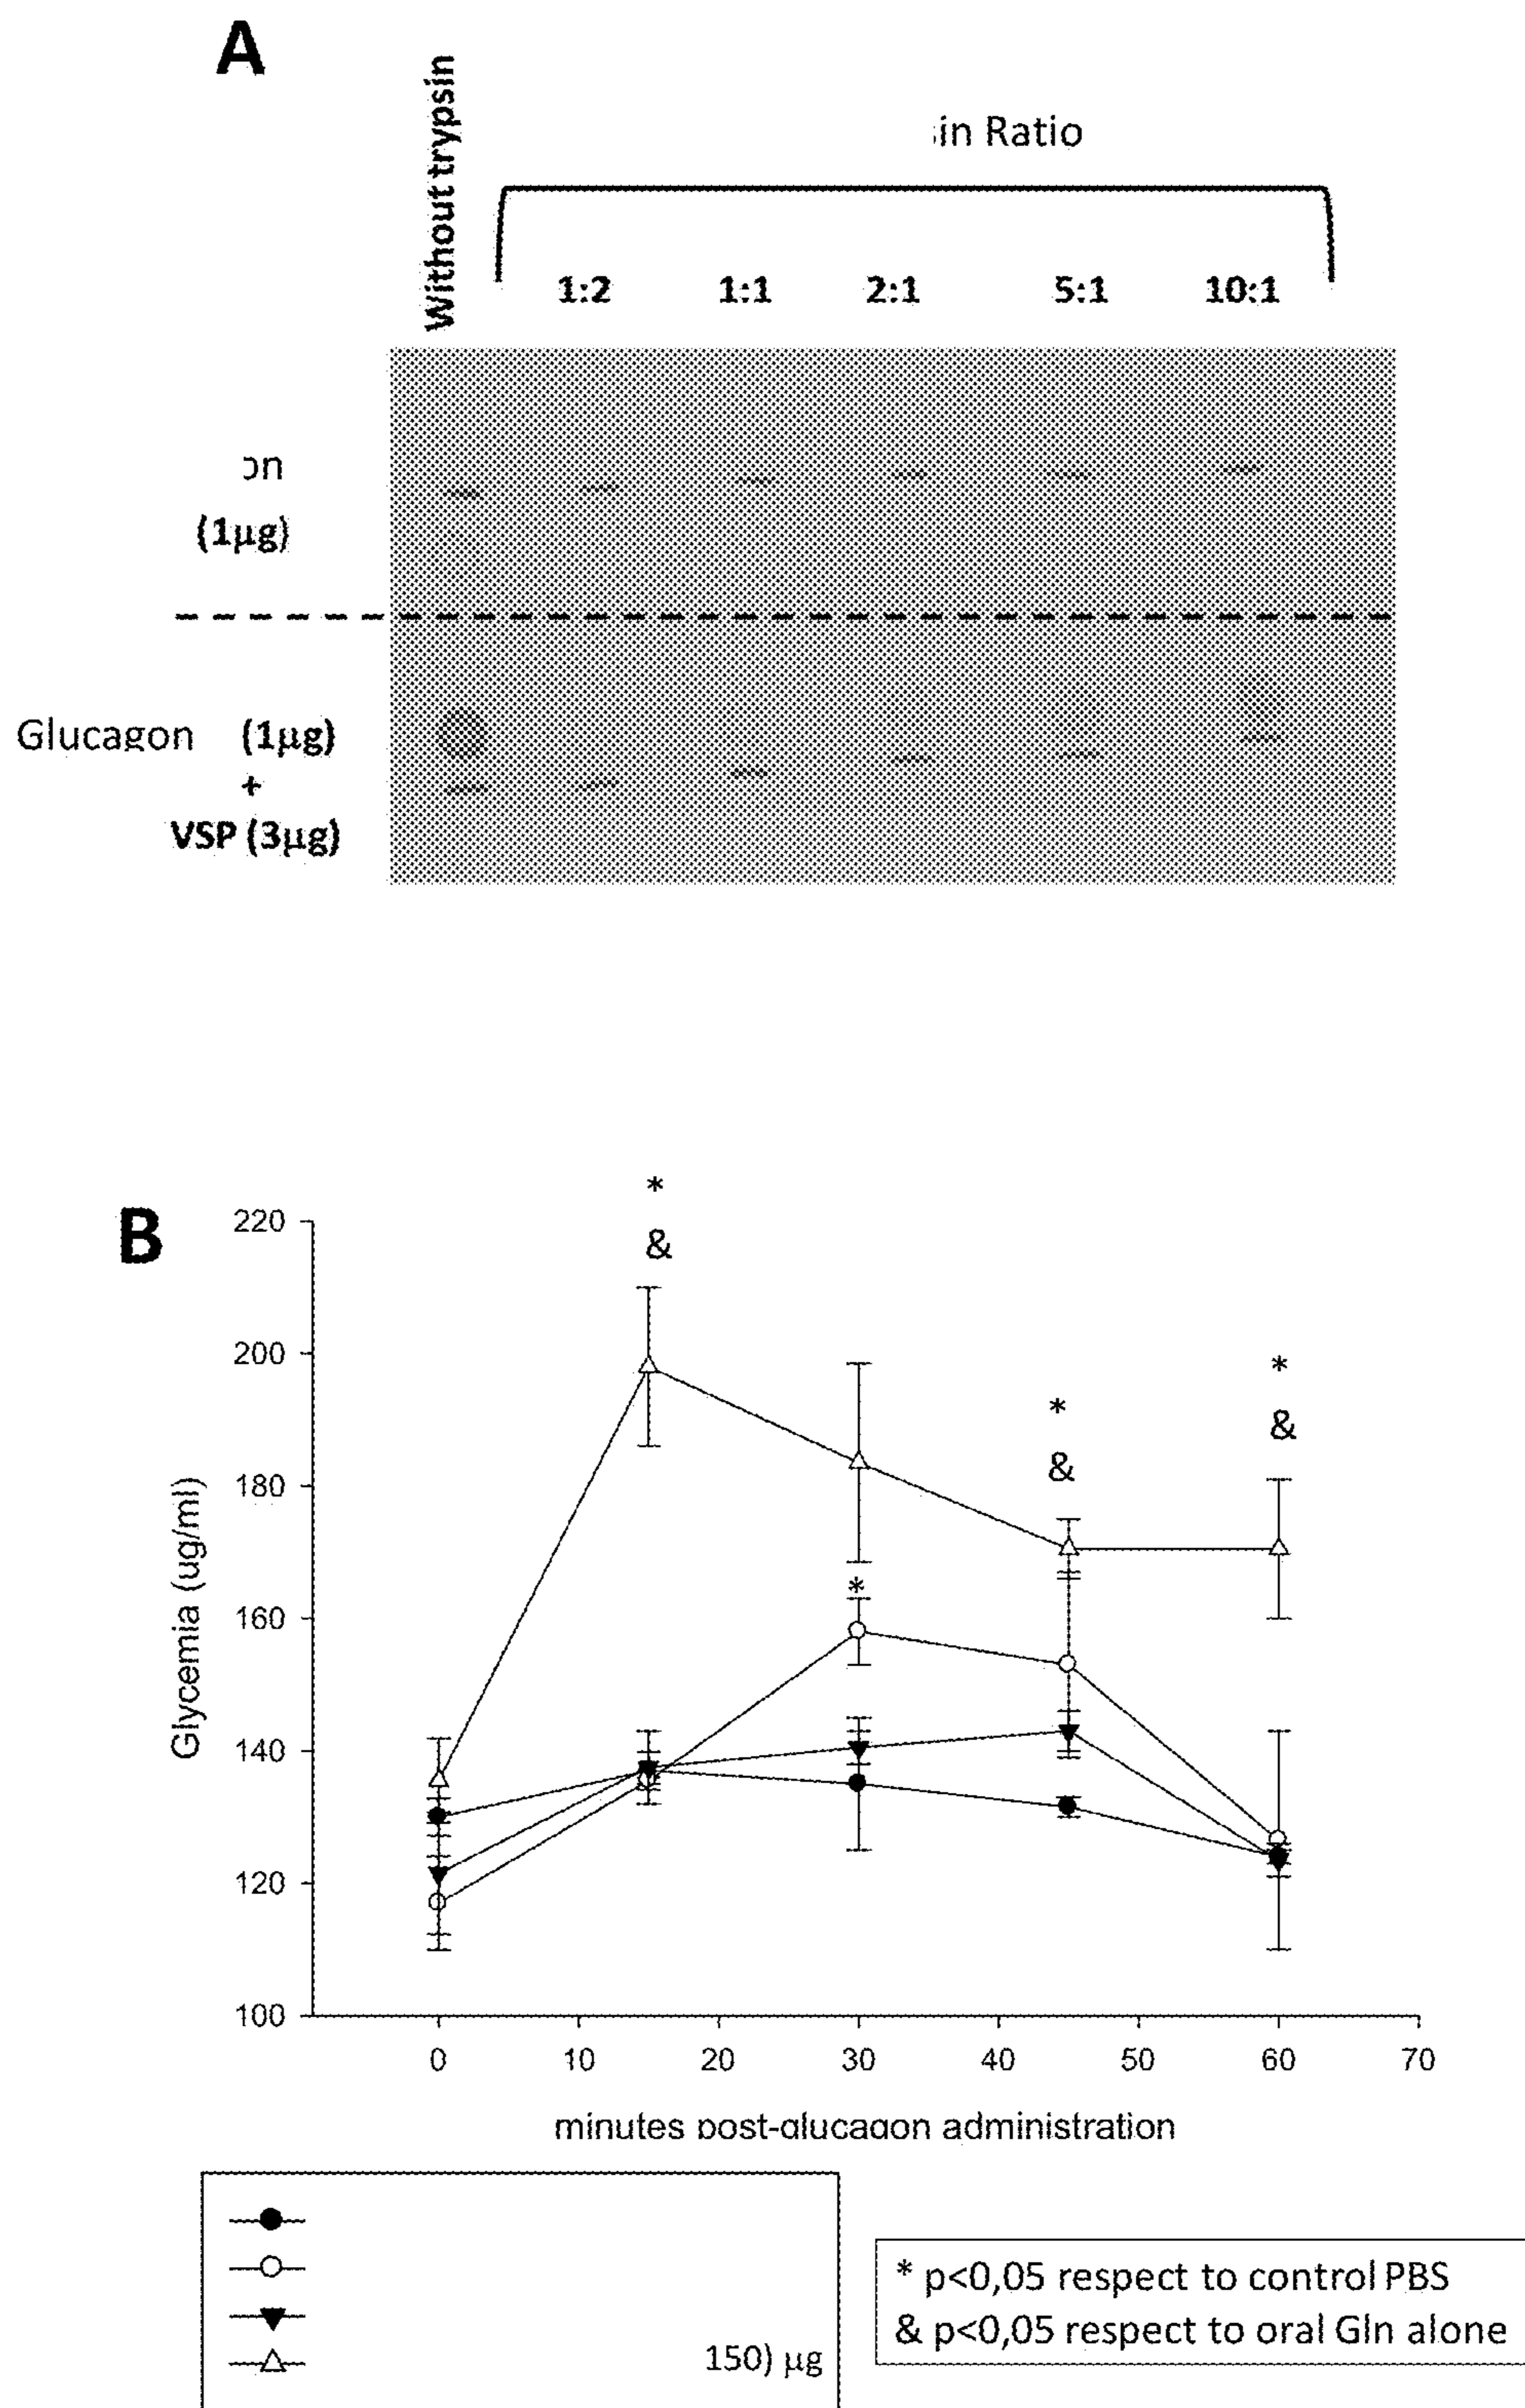 A
Without trypsin
in Ratio
1:2 1:1 2:1 5:1 10:1
on
(1µg)
Glucagon (1µg)
+
VSP (3µg)
B
*
&
*
&
*
&
*
220
200
180
160
140
120
100
Glycemia (ug/ml)
0 10 20 30 40 50 60 70
minutes post-glucagon administration
150) µg
* p<0,05 respect to control PBS
& p<0,05 respect to oral Gln alone